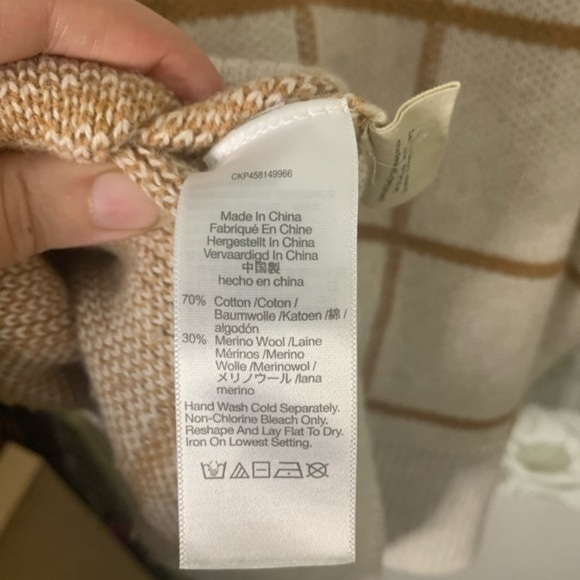 CKP458149966
Made In China
Fabriqué En Chine
Hergestellt In China
Vervaardigd In China
中国製
hecho en china
70% Cotton /Coton /
Baumwolle /Katoen /綿 /
algodón
30% Merino Wool /Laine
Mérinos /Merino
Wolle /Merinowol /
メリノウール /lana
merino
Hand Wash Cold Separately.
Non-Chlorine Bleach Only.
Reshape And Lay Flat To Dry.
Iron On Lowest Setting.